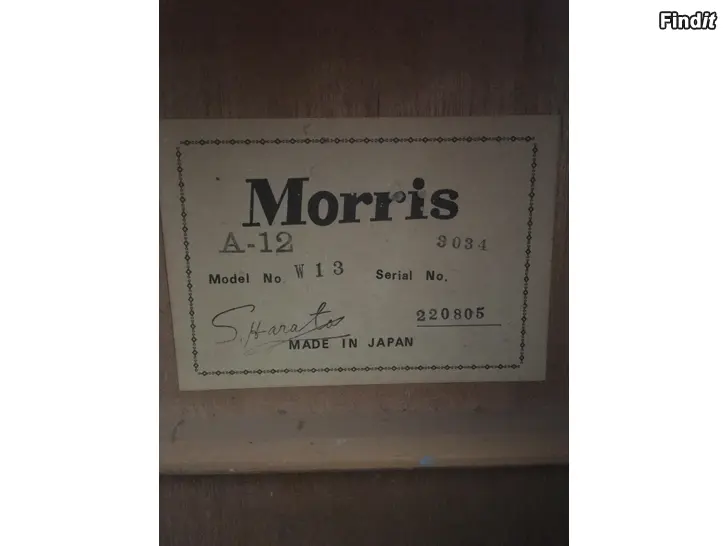 Findit
Morris
A-12 3034
Model No. W13 Serial No.
S. Harato
220805
MADE IN JAPAN